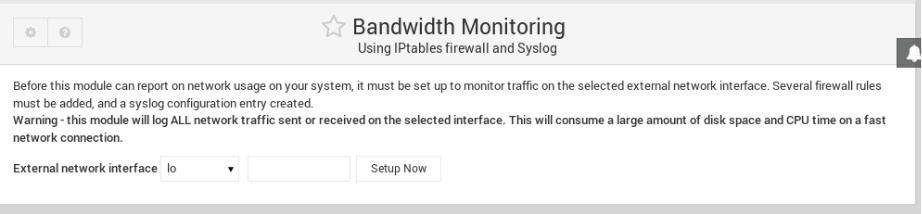 Bandwidth Monitoring
Using IPtables firewall and Syslog
Before this module can report on network usage on your system, it must be set up to monitor traffic on the selected external network interface. Several firewall rules
must be added, and a syslog configuration entry created.
Warning - this module will log ALL network traffic sent or received on the selected interface. This will consume a large amount of disk space and CPU time on a fast
network connection.
External network interface lo Setup Now